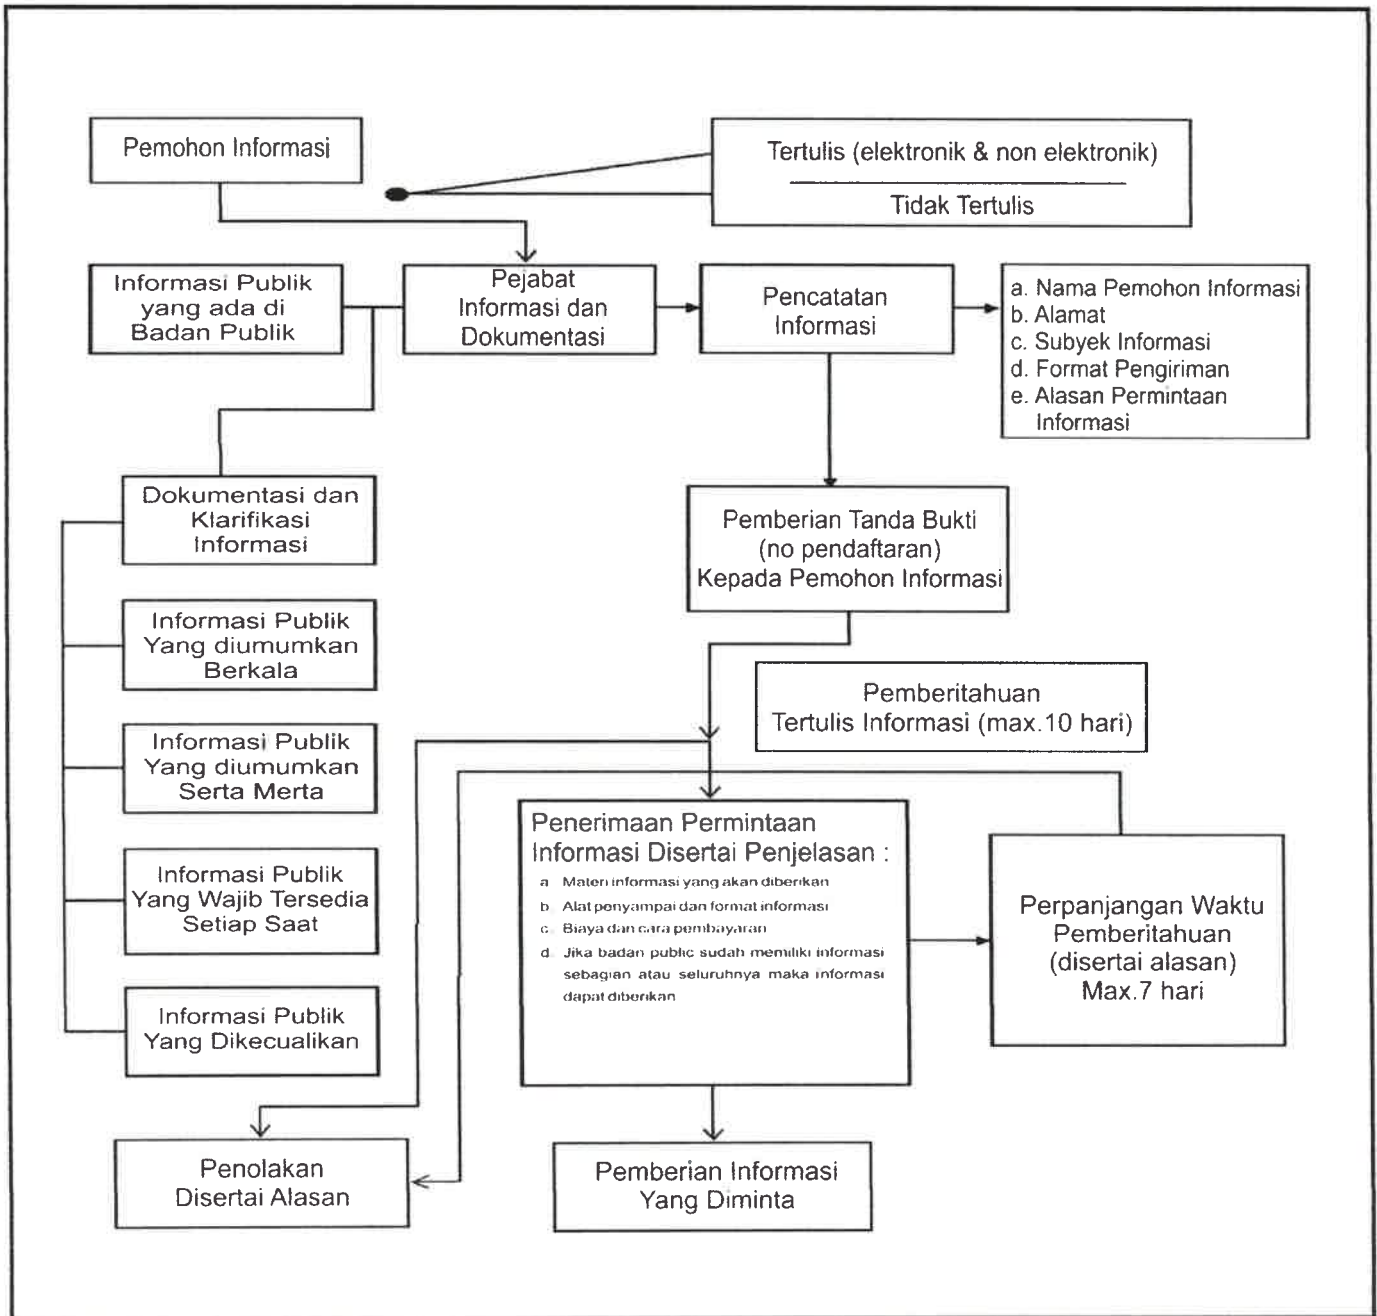 Pemohon Informasi
Tertulis (elektronik & non elektronik)
Tidak Tertulis
Informasi Publik
yang ada di
Badan Publik
Pejabat
Informasi dan
Dokumentasi
Pencatatan
Informasi
a. Nama Pemohon Informasi
b. Alamat
c. Subyek Informasi
d. Format Pengiriman
e. Alasan Permintaan
Informasi
Dokumentasi dan
Klarifikasi
Informasi
Pemberian Tanda Bukti
(no pendaftaran)
Kepada Pemohon Informasi
Informasi Publik
Yang diumumkan
Berkala
Pemberitahuan
Tertulis Informasi (max.10 hari)
Informasi Publik
Yang diumumkan
Serta Merta
Penerimaan Permintaan
Informasi Disertai Penjelasan :
a Materi informasi yang akan diberikan
b. Alat penyampai dan format informasi
c. Biaya dan cara pembayaran
d. Jika badan public sudah memiliki informasi
sebagian atau seluruhnya maka informasi
dapat diberikan
Perpanjangan Waktu
Pemberitahuan
(disertai alasan)
Max.7 hari
Informasi Publik
Yang Wajib Tersedia
Setiap Saat
Informasi Publik
Yang Dikecualikan
Penolakan
Disertai Alasan
Pemberian Informasi
Yang Diminta